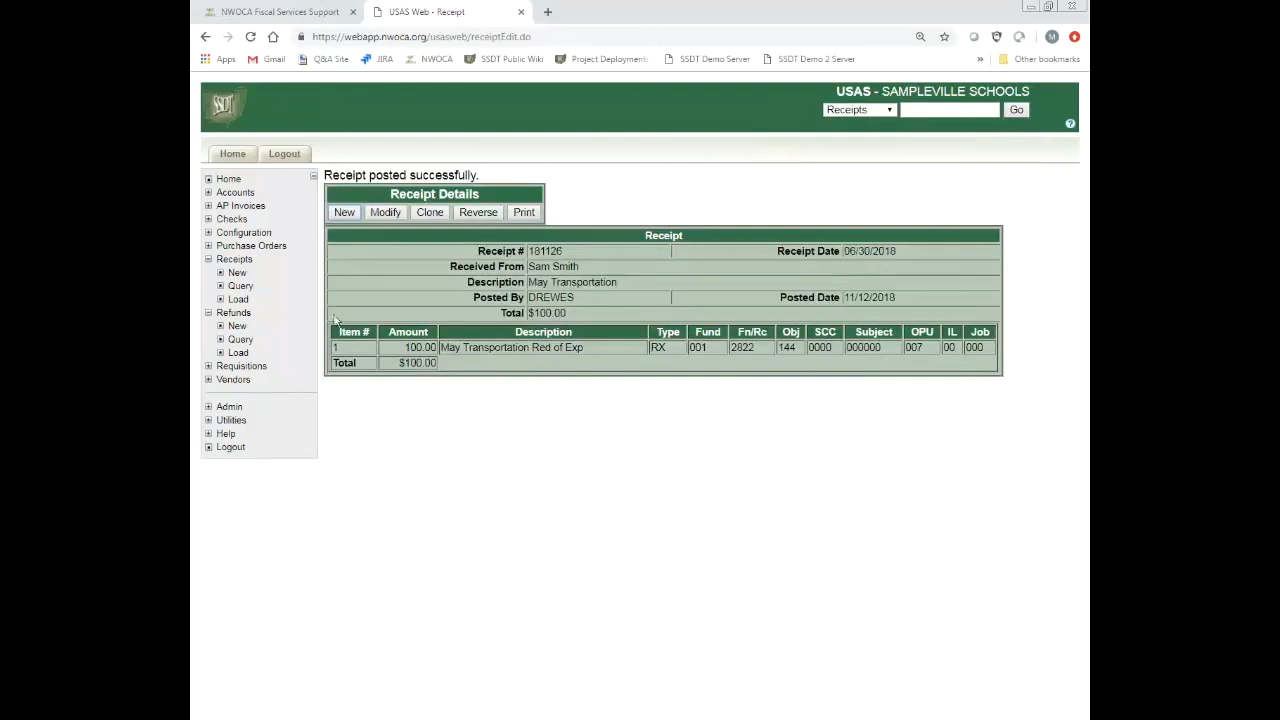 NWOCA Fiscal Services Support
USAS Web - Receipt
https://webapp.nwoca.org/usasweb/receiptEdit.do
Apps Gmail Q&A Site JIRA NWOCA SSDT Public Wiki Project Deployments SSDT Demo Server SSDT Demo 2 Server » Other bookmarks
SSDT
USAS - SAMPLEVILLE SCHOOLS
Receipts Go
Home Logout
Home
Accounts
AP Invoices
Checks
Configuration
Purchase Orders
Receipts
New
Query
Load
Refunds
New
Query
Load
Requisitions
Vendors
Admin
Utilities
Help
Logout
Receipt posted successfully.
Receipt Details
New Modify Clone Reverse Print
Receipt
Receipt # 181126 Receipt Date 06/30/2018
Received From Sam Smith
Description May Transportation
Posted By DREWES Posted Date 11/12/2018
Total $100.00
Item # Amount Description Type Fund Fn/Rc Obj SCC Subject OPU IL Job
1 100.00 May Transportation Red of Exp RX 001 2822 144 0000 000000 007 00 000
Total $100.00